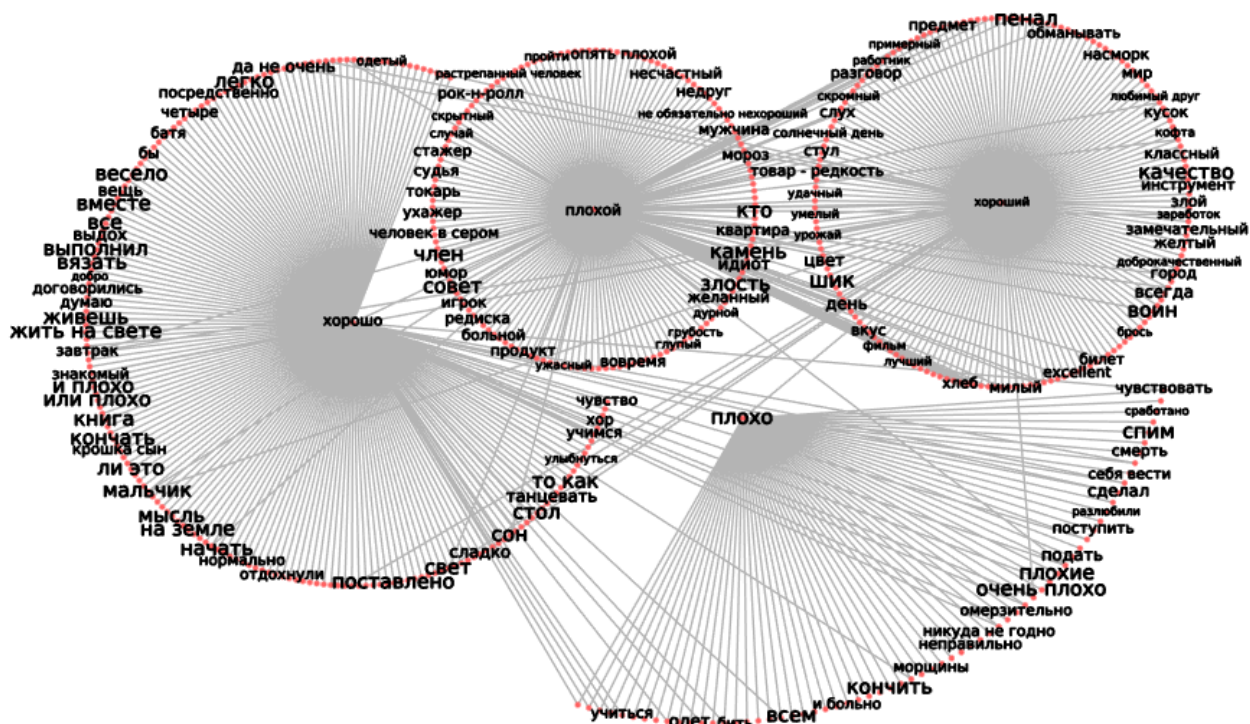 пенал
предмет
обманывать
примерный
пройти
опять плохой
насморк
работник
одетый
да не очень
растрепанный человек
несчастный
разговор
мир
легко
недруг
рок-н-ролл
посредственно
скромный
любимый друг
четыре
скрытный
не обязательно нехороший
слух
кусок
батя
случай
мужчина
солнечный день
кофта
бы
стажер
мороз
стул
классный
весело
судья
товар - редкость
качество
вещь
токарь
удачный
инструмент
вместе
ухажер
плохой
кто
умелый
хороший
злой
заработок
все
выдох
человек в сером
квартира
урожай
замечательный
выполнил
член
камень
желтый
вязать
юмор
идиот
цвет
доброкачественный
добро
совет
злость
шик
город
договорились
думаю
игрок
желанный
день
всегда
живешь
редиска
дурной
воин
жить на свете
хорошо
больной
грубость
вкус
брось
завтрак
продукт
глупый
фильм
ужасный
вовремя
лучший
билет
знакомый
excellent
и плохо
хлеб
милый
чувствовать
или плохо
чувство
сработано
книга
хор
плохо
учимся
спим
кончать
крошка сын
смерть
ли это
улыбнуться
себя вести
мальчик
то как
сделал
танцевать
мысль
стол
разлюбили
на земле
сон
поступить
начать
сладко
нормально
подать
отдохнули
свет
плохие
поставлено
очень плохо
омерзительно
никуда не годно
неправильно
морщины
кончить
и больно
учиться
всем
одет
бить